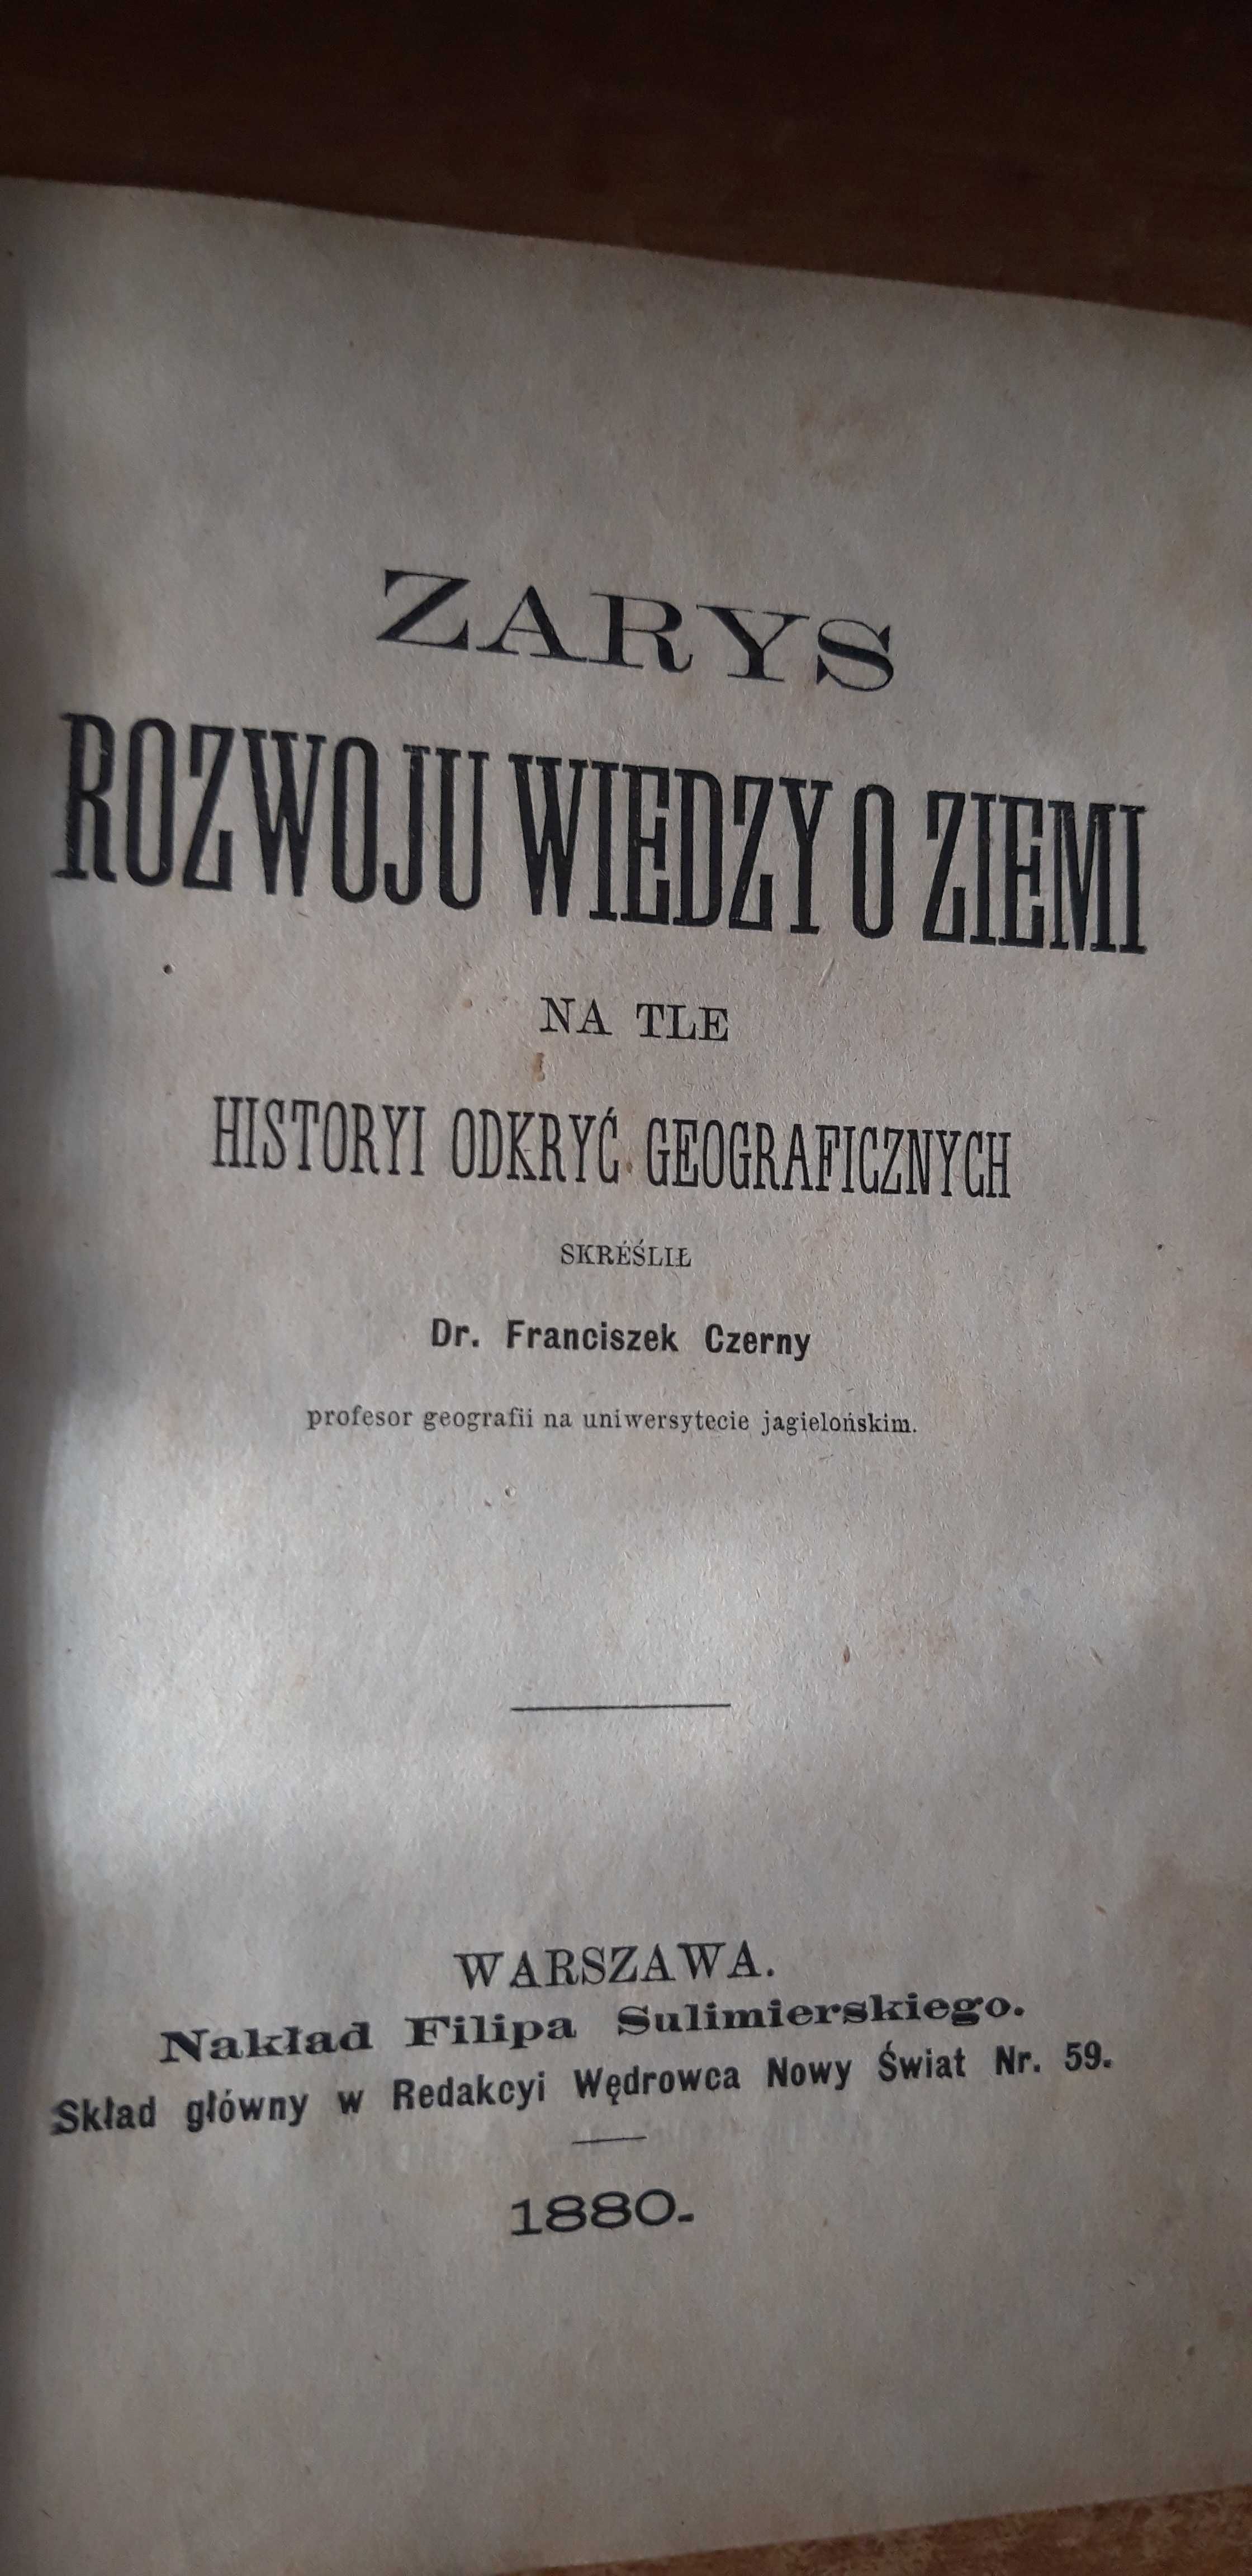 ZARYS
ROZWOJU WIEDZY O ZIEMI
NA TLE
HISTORYI ODKRYĆ GEOGRAFICZNYCH
SKRÉŚLIŁ
Dr. Franciszek Czerny
profesor geografii na uniwersytecie jagielońskim.
WARSZAWA.
Nakład Filipa Sulimierskiego.
Skład główny w Redakcyi Wędrowca Nowy Świat Nr. 59.
1880.